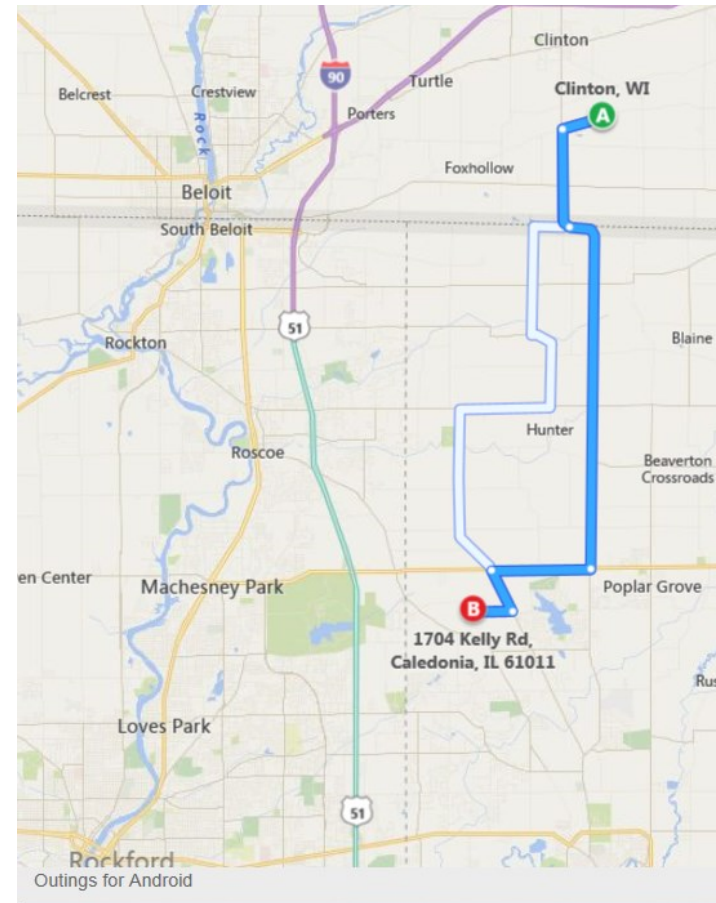 Clinton
90
Turtle
Clinton, WI
Belcrest
Crestview
A
Porters
Rock
Foxhollow
Beloit
South Beloit
51
Rockton
Blaine
Hunter
Roscoe
Beaverton
Crossroads
en Center
Machesney Park
Poplar Grove
B
1704 Kelly Rd,
Caledonia, IL 61011
Rus
Loves Park
51
Rockford
Outings for Android